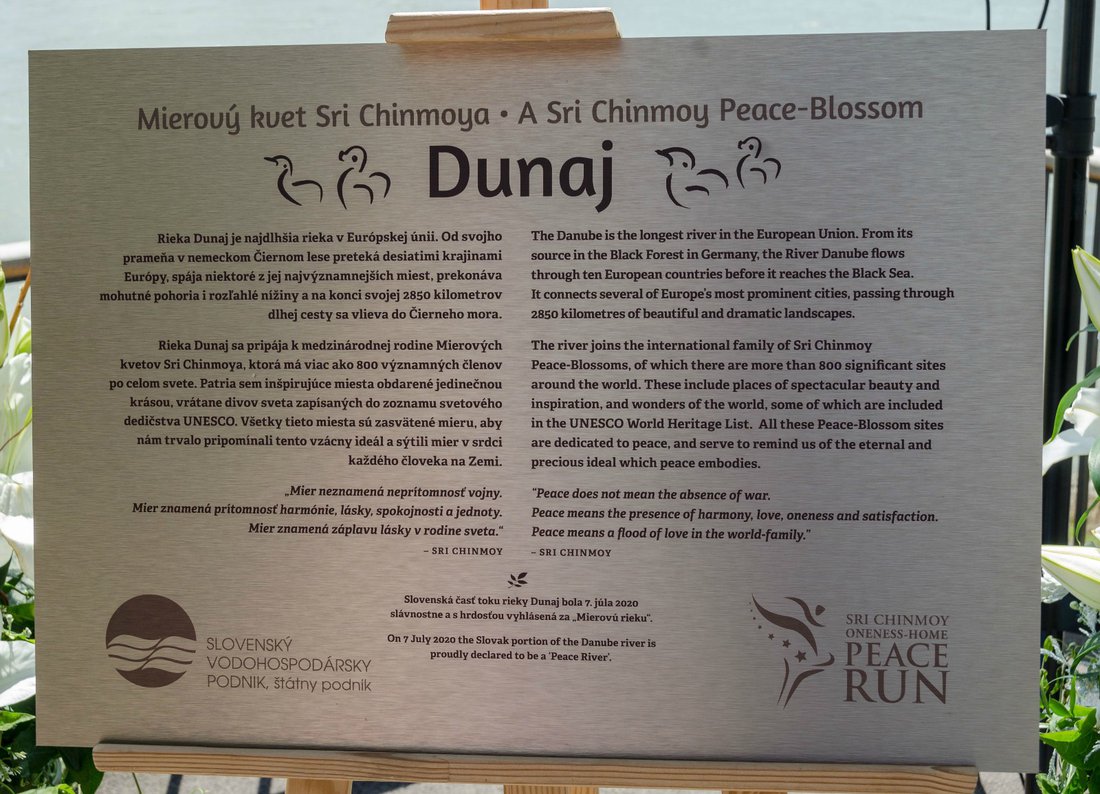 Mierový kvet Sri Chinmoya • A Sri Chinmoy Peace-Blossom
Dunaj
Rieka Dunaj je najdlhšia rieka v Európskej únii. Od svojho
prameňa v nemeckom Čiernom lese preteká desiatimi krajinami
Európy, spája niektoré z jej najvýznamnejších miest, prekonáva
mohutné pohoria i rozľahlé nížiny a na konci svojej 2850 kilometrov
dlhej cesty sa vlieva do Čierneho mora.
Rieka Dunaj sa pripája k medzinárodnej rodine Mierových
kvetov Sri Chinmoya, ktorá má viac ako 800 významných členov
po celom svete. Patria sem inšpirujúce miesta obdarené jedinečnou
krásou, vrátane divov sveta zapísaných do zoznamu svetového
dedičstva UNESCO. Všetky tieto miesta sú zasvätené mieru, aby
nám trvalo pripomínali tento vzácny ideál a sýtili mier v srdci
každého človeka na Zemi.
„Mier neznamená neprítomnosť vojny.
Mier znamená prítomnosť harmónie, lásky, spokojnosti a jednoty.
Mier znamená záplavu lásky v rodine sveta.“
– SRI CHINMOY
The Danube is the longest river in the European Union. From its
source in the Black Forest in Germany, the River Danube flows
through ten European countries before it reaches the Black Sea.
It connects several of Europe's most prominent cities, passing through
2850 kilometres of beautiful and dramatic landscapes.
The river joins the international family of Sri Chinmoy
Peace-Blossoms, of which there are more than 800 significant sites
around the world. These include places of spectacular beauty and
inspiration, and wonders of the world, some of which are included
in the UNESCO World Heritage List. All these Peace-Blossom sites
are dedicated to peace, and serve to remind us of the eternal and
precious ideal which peace embodies.
"Peace does not mean the absence of war.
Peace means the presence of harmony, love, oneness and satisfaction.
Peace means a flood of love in the world-family."
– SRI CHINMOY
Slovenská časť toku rieky Dunaj bola 7. júla 2020
slávnostne a s hrdosťou vyhlásená za „Mierovú rieku“.
On 7 July 2020 the Slovak portion of the Danube river is
proudly declared to be a 'Peace River'.
SLOVENSKÝ
VODOHOSPODÁRSKY
PODNIK, štátny podnik
SRI CHINMOY
ONENESS-HOME
PEACE
RUN